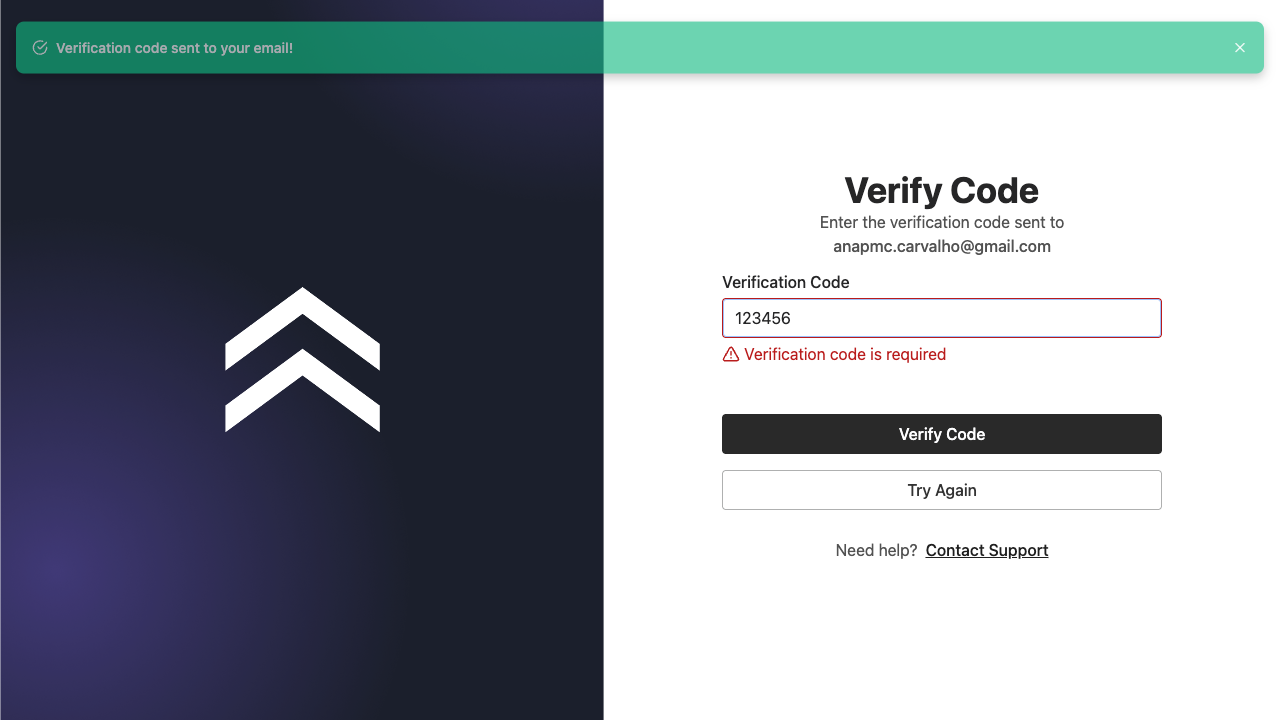 Verification code sent to your email!
Verify Code
Enter the verification code sent to
anapmc.carvalho@gmail.com
Verification Code
123456
Verification code is required
Verify Code
Try Again
Need help? Contact Support